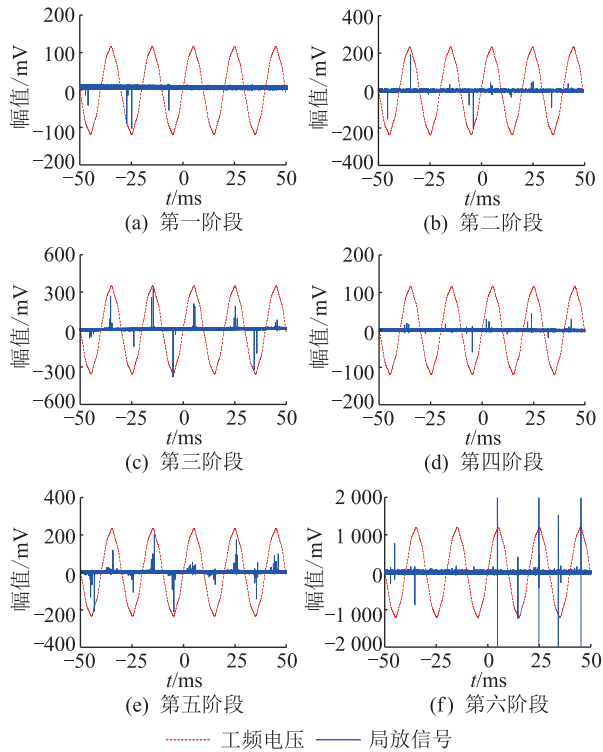 200
100
0
−100
−200
幅值/mV
−50 −25 0 25 50
t/ms
(a) 第一阶段
400
200
0
−200
−400
幅值/mV
−50 −25 0 25 50
t/ms
(b) 第二阶段
600
300
0
−300
−600
幅值/mV
−50 −25 0 25 50
t/ms
(c) 第三阶段
200
100
0
−100
−200
幅值/mV
−50 −25 0 25 50
t/ms
(d) 第四阶段
400
200
0
−200
−400
幅值/mV
−50 −25 0 25 50
t/ms
(e) 第五阶段
2 000
1 000
0
−1 000
−2 000
幅值/mV
−50 −25 0 25 50
t/ms
(f) 第六阶段
工频电压 局放信号